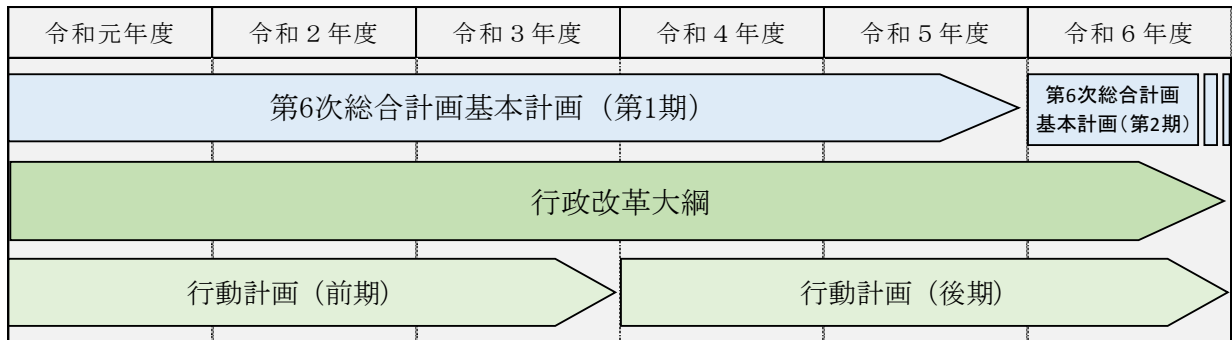 令和元年度
令和２年度
令和３年度
令和４年度
令和５年度
令和６年度
第6次総合計画基本計画（第1期）
第6次総合計画
基本計画（第2期）
行政改革大綱
行動計画（前期）
行動計画（後期）